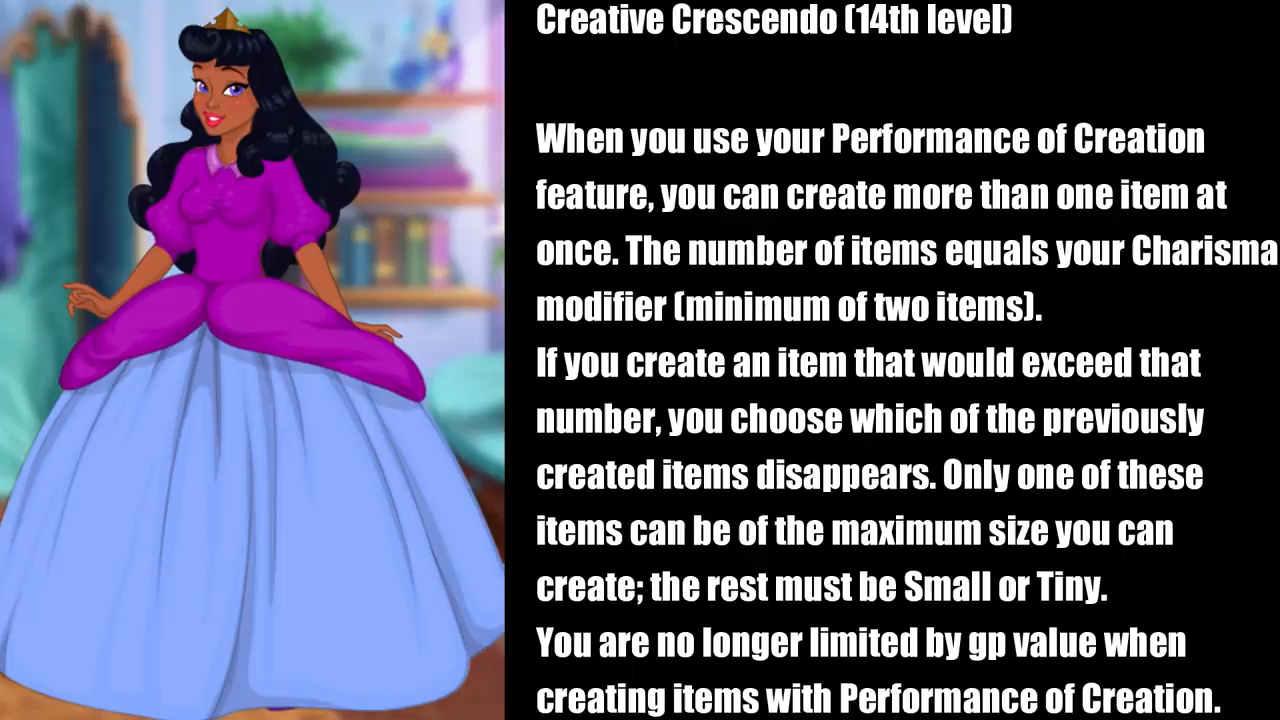 Creative Crescendo (14th level)
When you use your Performance of Creation
feature, you can create more than one item at
once. The number of items equals your Charisma
modifier (minimum of two items).
If you create an item that would exceed that
number, you choose which of the previously
created items disappears. Only one of these
items can be of the maximum size you can
create; the rest must be Small or Tiny.
You are no longer limited by gp value when
creating items with Performance of Creation.